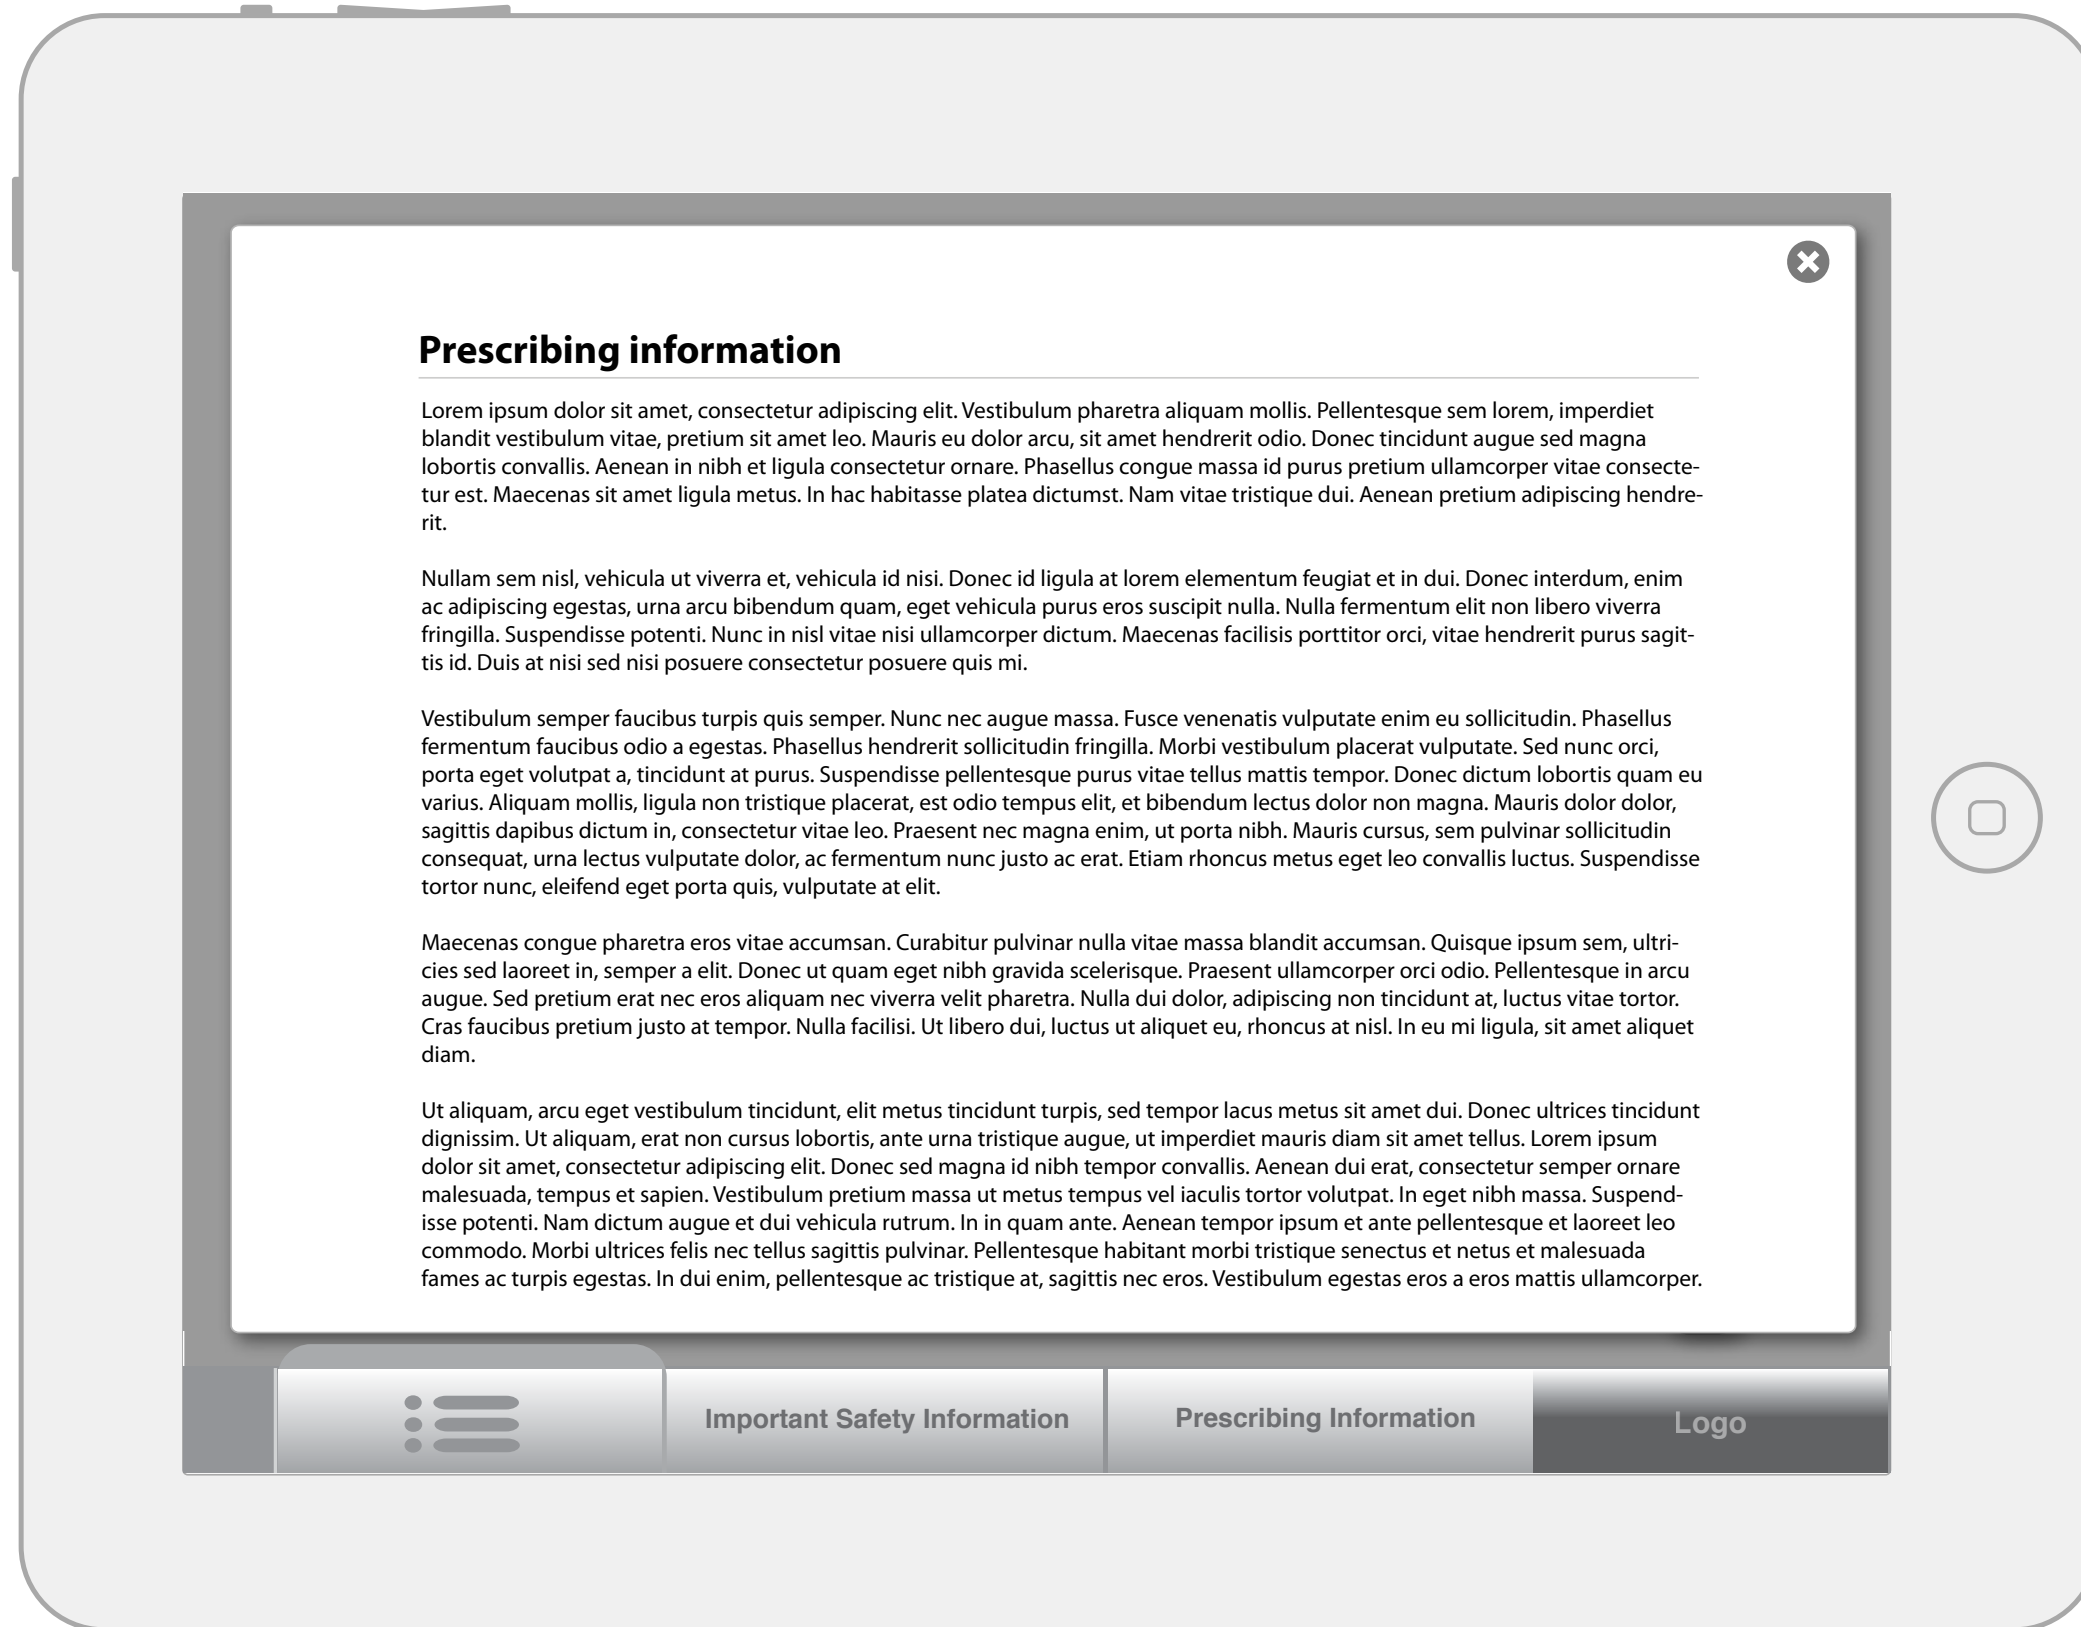 Prescribing information
Lorem ipsum dolor sit amet, consectetur adipiscing elit. Vestibulum pharetra aliquam mollis. Pellentesque sem lorem, imperdiet
blandit vestibulum vitae, pretium sit amet leo. Mauris eu dolor arcu, sit amet hendrerit odio. Donec tincidunt augue sed magna
lobortis convallis. Aenean in nibh et ligula consectetur ornare. Phasellus congue massa id purus pretium ullamcorper vitae consecte-
tur est. Maecenas sit amet ligula metus. In hac habitasse platea dictumst. Nam vitae tristique dui. Aenean pretium adipiscing hendre-
rit.
Nullam sem nisl, vehicula ut viverra et, vehicula id nisi. Donec id ligula at lorem elementum feugiat et in dui. Donec interdum, enim
ac adipiscing egestas, urna arcu bibendum quam, eget vehicula purus eros suscipit nulla. Nulla fermentum elit non libero viverra
fringilla. Suspendisse potenti. Nunc in nisl vitae nisi ullamcorper dictum. Maecenas facilisis porttitor orci, vitae hendrerit purus sagit-
tis id. Duis at nisi sed nisi posuere consectetur posuere quis mi.
Vestibulum semper faucibus turpis quis semper. Nunc nec augue massa. Fusce venenatis vulputate enim eu sollicitudin. Phasellus
fermentum faucibus odio a egestas. Phasellus hendrerit sollicitudin fringilla. Morbi vestibulum placerat vulputate. Sed nunc orci,
porta eget volutpat a, tincidunt at purus. Suspendisse pellentesque purus vitae tellus mattis tempor. Donec dictum lobortis quam eu
varius. Aliquam mollis, ligula non tristique placerat, est odio tempus elit, et bibendum lectus dolor non magna. Mauris dolor dolor,
sagittis dapibus dictum in, consectetur vitae leo. Praesent nec magna enim, ut porta nibh. Mauris cursus, sem pulvinar sollicitudin
consequat, urna lectus vulputate dolor, ac fermentum nunc justo ac erat. Etiam rhoncus metus eget leo convallis luctus. Suspendisse
tortor nunc, eleifend eget porta quis, vulputate at elit.
Maecenas congue pharetra eros vitae accumsan. Curabitur pulvinar nulla vitae massa blandit accumsan. Quisque ipsum sem, ultri-
cies sed laoreet in, semper a elit. Donec ut quam eget nibh gravida scelerisque. Praesent ullamcorper orci odio. Pellentesque in arcu
augue. Sed pretium erat nec eros aliquam nec viverra velit pharetra. Nulla dui dolor, adipiscing non tincidunt at, luctus vitae tortor.
Cras faucibus pretium justo at tempor. Nulla facilisi. Ut libero dui, luctus ut aliquet eu, rhoncus at nisl. In eu mi ligula, sit amet aliquet
diam.
Ut aliquam, arcu eget vestibulum tincidunt, elit metus tincidunt turpis, sed tempor lacus metus sit amet dui. Donec ultrices tincidunt
dignissim. Ut aliquam, erat non cursus lobortis, ante urna tristique augue, ut imperdiet mauris diam sit amet tellus. Lorem ipsum
dolor sit amet, consectetur adipiscing elit. Donec sed magna id nibh tempor convallis. Aenean dui erat, consectetur semper ornare
malesuada, tempus et sapien. Vestibulum pretium massa ut metus tempus vel iaculis tortor volutpat. In eget nibh massa. Suspend-
isse potenti. Nam dictum augue et dui vehicula rutrum. In in quam ante. Aenean tempor ipsum et ante pellentesque et laoreet leo
commodo. Morbi ultrices felis nec tellus sagittis pulvinar. Pellentesque habitant morbi tristique senectus et netus et malesuada
fames ac turpis egestas. In dui enim, pellentesque ac tristique at, sagittis nec eros. Vestibulum egestas eros a eros mattis ullamcorper.
Important Safety Information
Prescribing Information
Logo